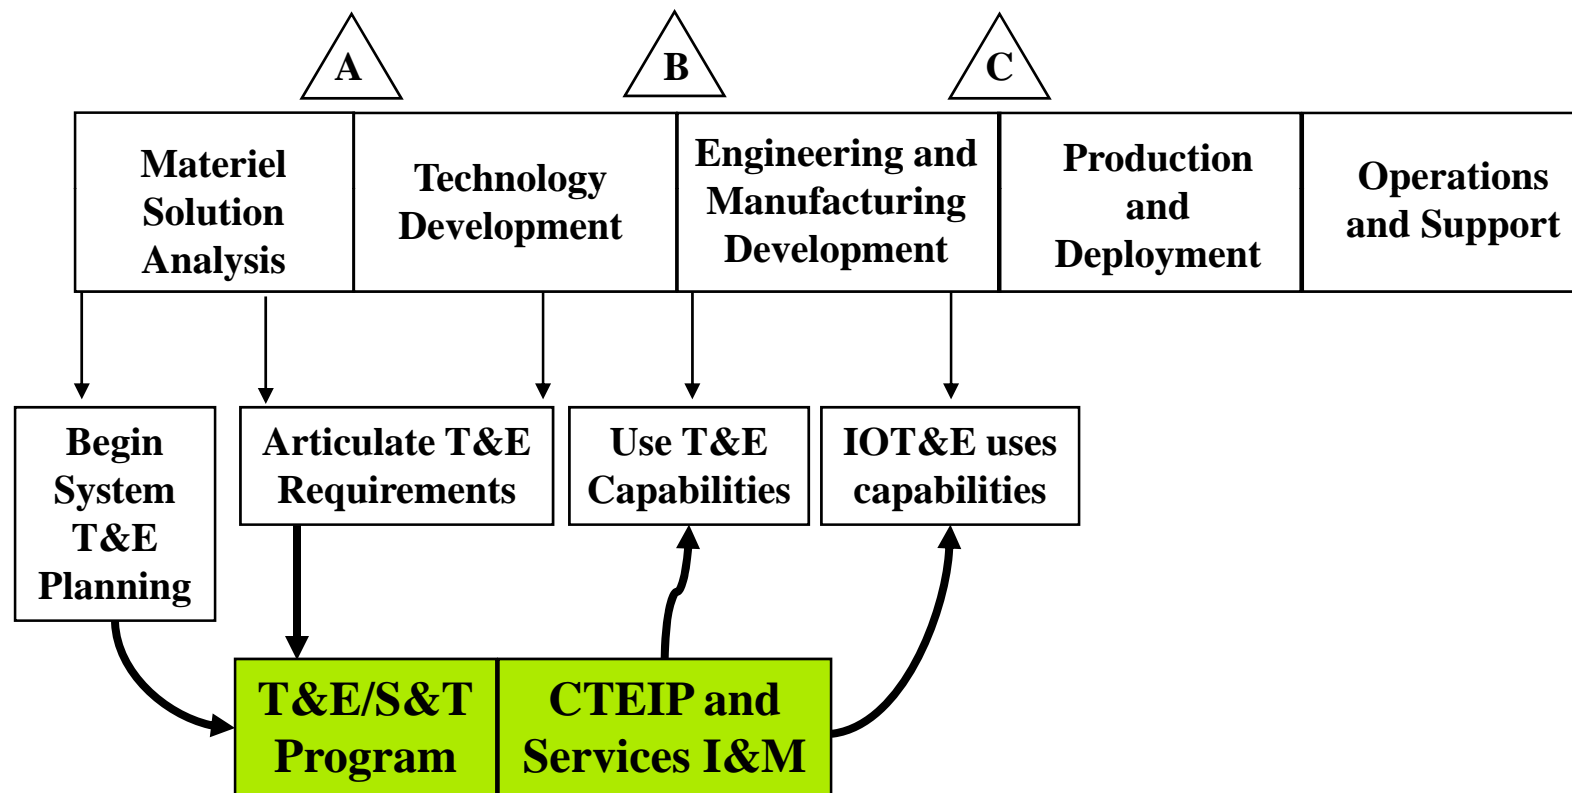 A
B
C
Materiel
Solution
Analysis
Technology
Development
Engineering and
Manufacturing
Development
Production
and
Deployment
Operations
and Support
Begin
System
T&E
Planning
Articulate T&E
Requirements
Use T&E
Capabilities
IOT&E uses
capabilities
T&E/S&T
Program
CTEIP and
Services I&M